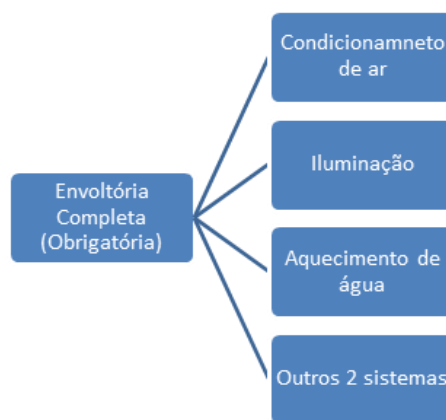 Condicionamneto
de ar
Iluminação
Envoltória
Completa
(Obrigatória)
Aquecimento de
água
Outros 2 sistemas